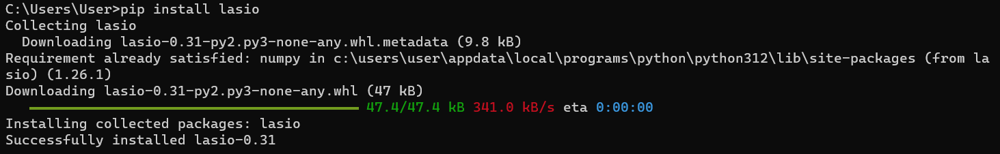 C:\Users\User>pip install lasio
Collecting lasio
  Downloading lasio-0.31-py2.py3-none-any.whl.metadata (9.8 kB)
Requirement already satisfied: numpy in c:\users\user\appdata\local\programs\python\python312\lib\site-packages (from la
sio) (1.26.1)
Downloading lasio-0.31-py2.py3-none-any.whl (47 kB)
47.4/47.4 kB 341.0 kB/s eta 0:00:00
Installing collected packages: lasio
Successfully installed lasio-0.31